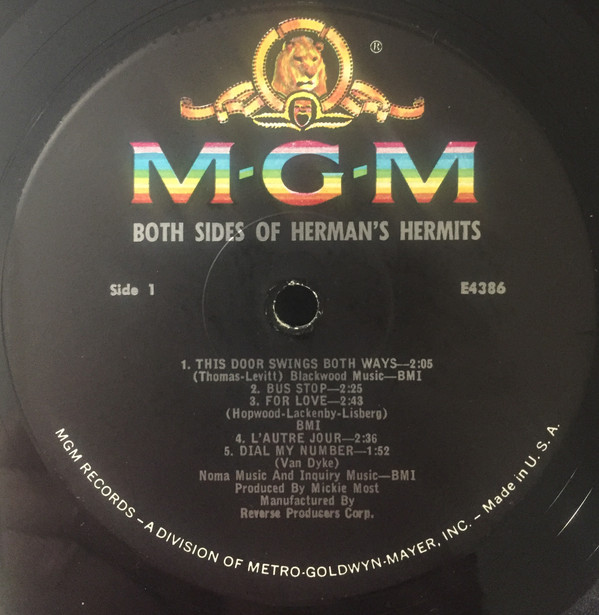 ®
M-G-M
BOTH SIDES OF HERMAN'S HERMITS
Side 1
E4386
1. THIS DOOR SWINGS BOTH WAYS—2:05
(Thomas-Levitt) Blackwood Music—BMI
2. BUS STOP—2:25
3. FOR LOVE—2:43
(Hopwood-Lackenby-Lisberg)
BMI
4. L'AUTRE JOUR—2:36
5. DIAL MY NUMBER—1:52
(Van Dyke)
Noma Music And Inquiry Music—BMI
Produced By Mickie Most
Manufactured By
Reverse Producers Corp.
MGM RECORDS – A DIVISION OF METRO-GOLDWYN-MAYER, INC. – Made in U. S. A.